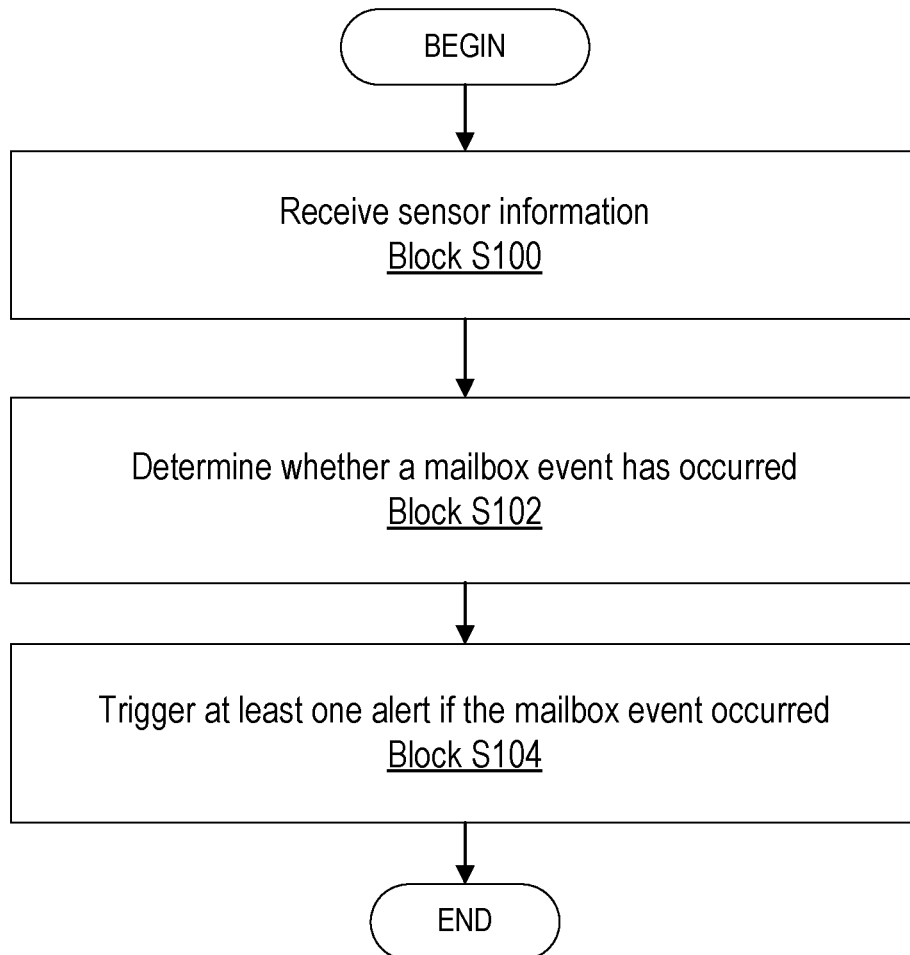 BEGIN
Receive sensor information
Block S100
Determine whether a mailbox event has occurred
Block S102
Trigger at least one alert if the mailbox event occurred
Block S104
END